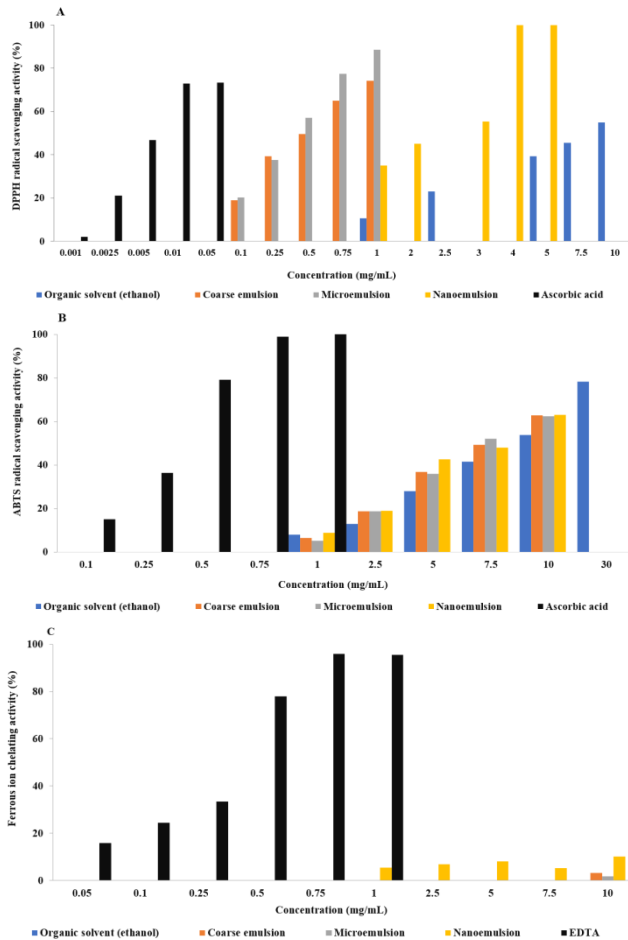 A
DPPH radical scavenging activity (%)
100
80
60
40
20
0
0.001 0.0025 0.005 0.01 0.05 0.1 0.25 0.5 0.75 1 2 2.5 3 4 5 7.5 10
Concentration (mg/mL)
Organic solvent (ethanol) Coarse emulsion Microemulsion Nanoemulsion Ascorbic acid
B
ABTS radical scavenging activity (%)
100
80
60
40
20
0
0.1 0.25 0.5 0.75 1 2.5 5 7.5 10 30
Concentration (mg/mL)
Organic solvent (ethanol) Coarse emulsion Microemulsion Nanoemulsion Ascorbic acid
C
Ferrous ion chelating activity (%)
100
80
60
40
20
0
0.05 0.1 0.25 0.5 0.75 1 2.5 5 7.5 10
Concentration (mg/mL)
Organic solvent (ethanol) Coarse emulsion Microemulsion Nanoemulsion EDTA